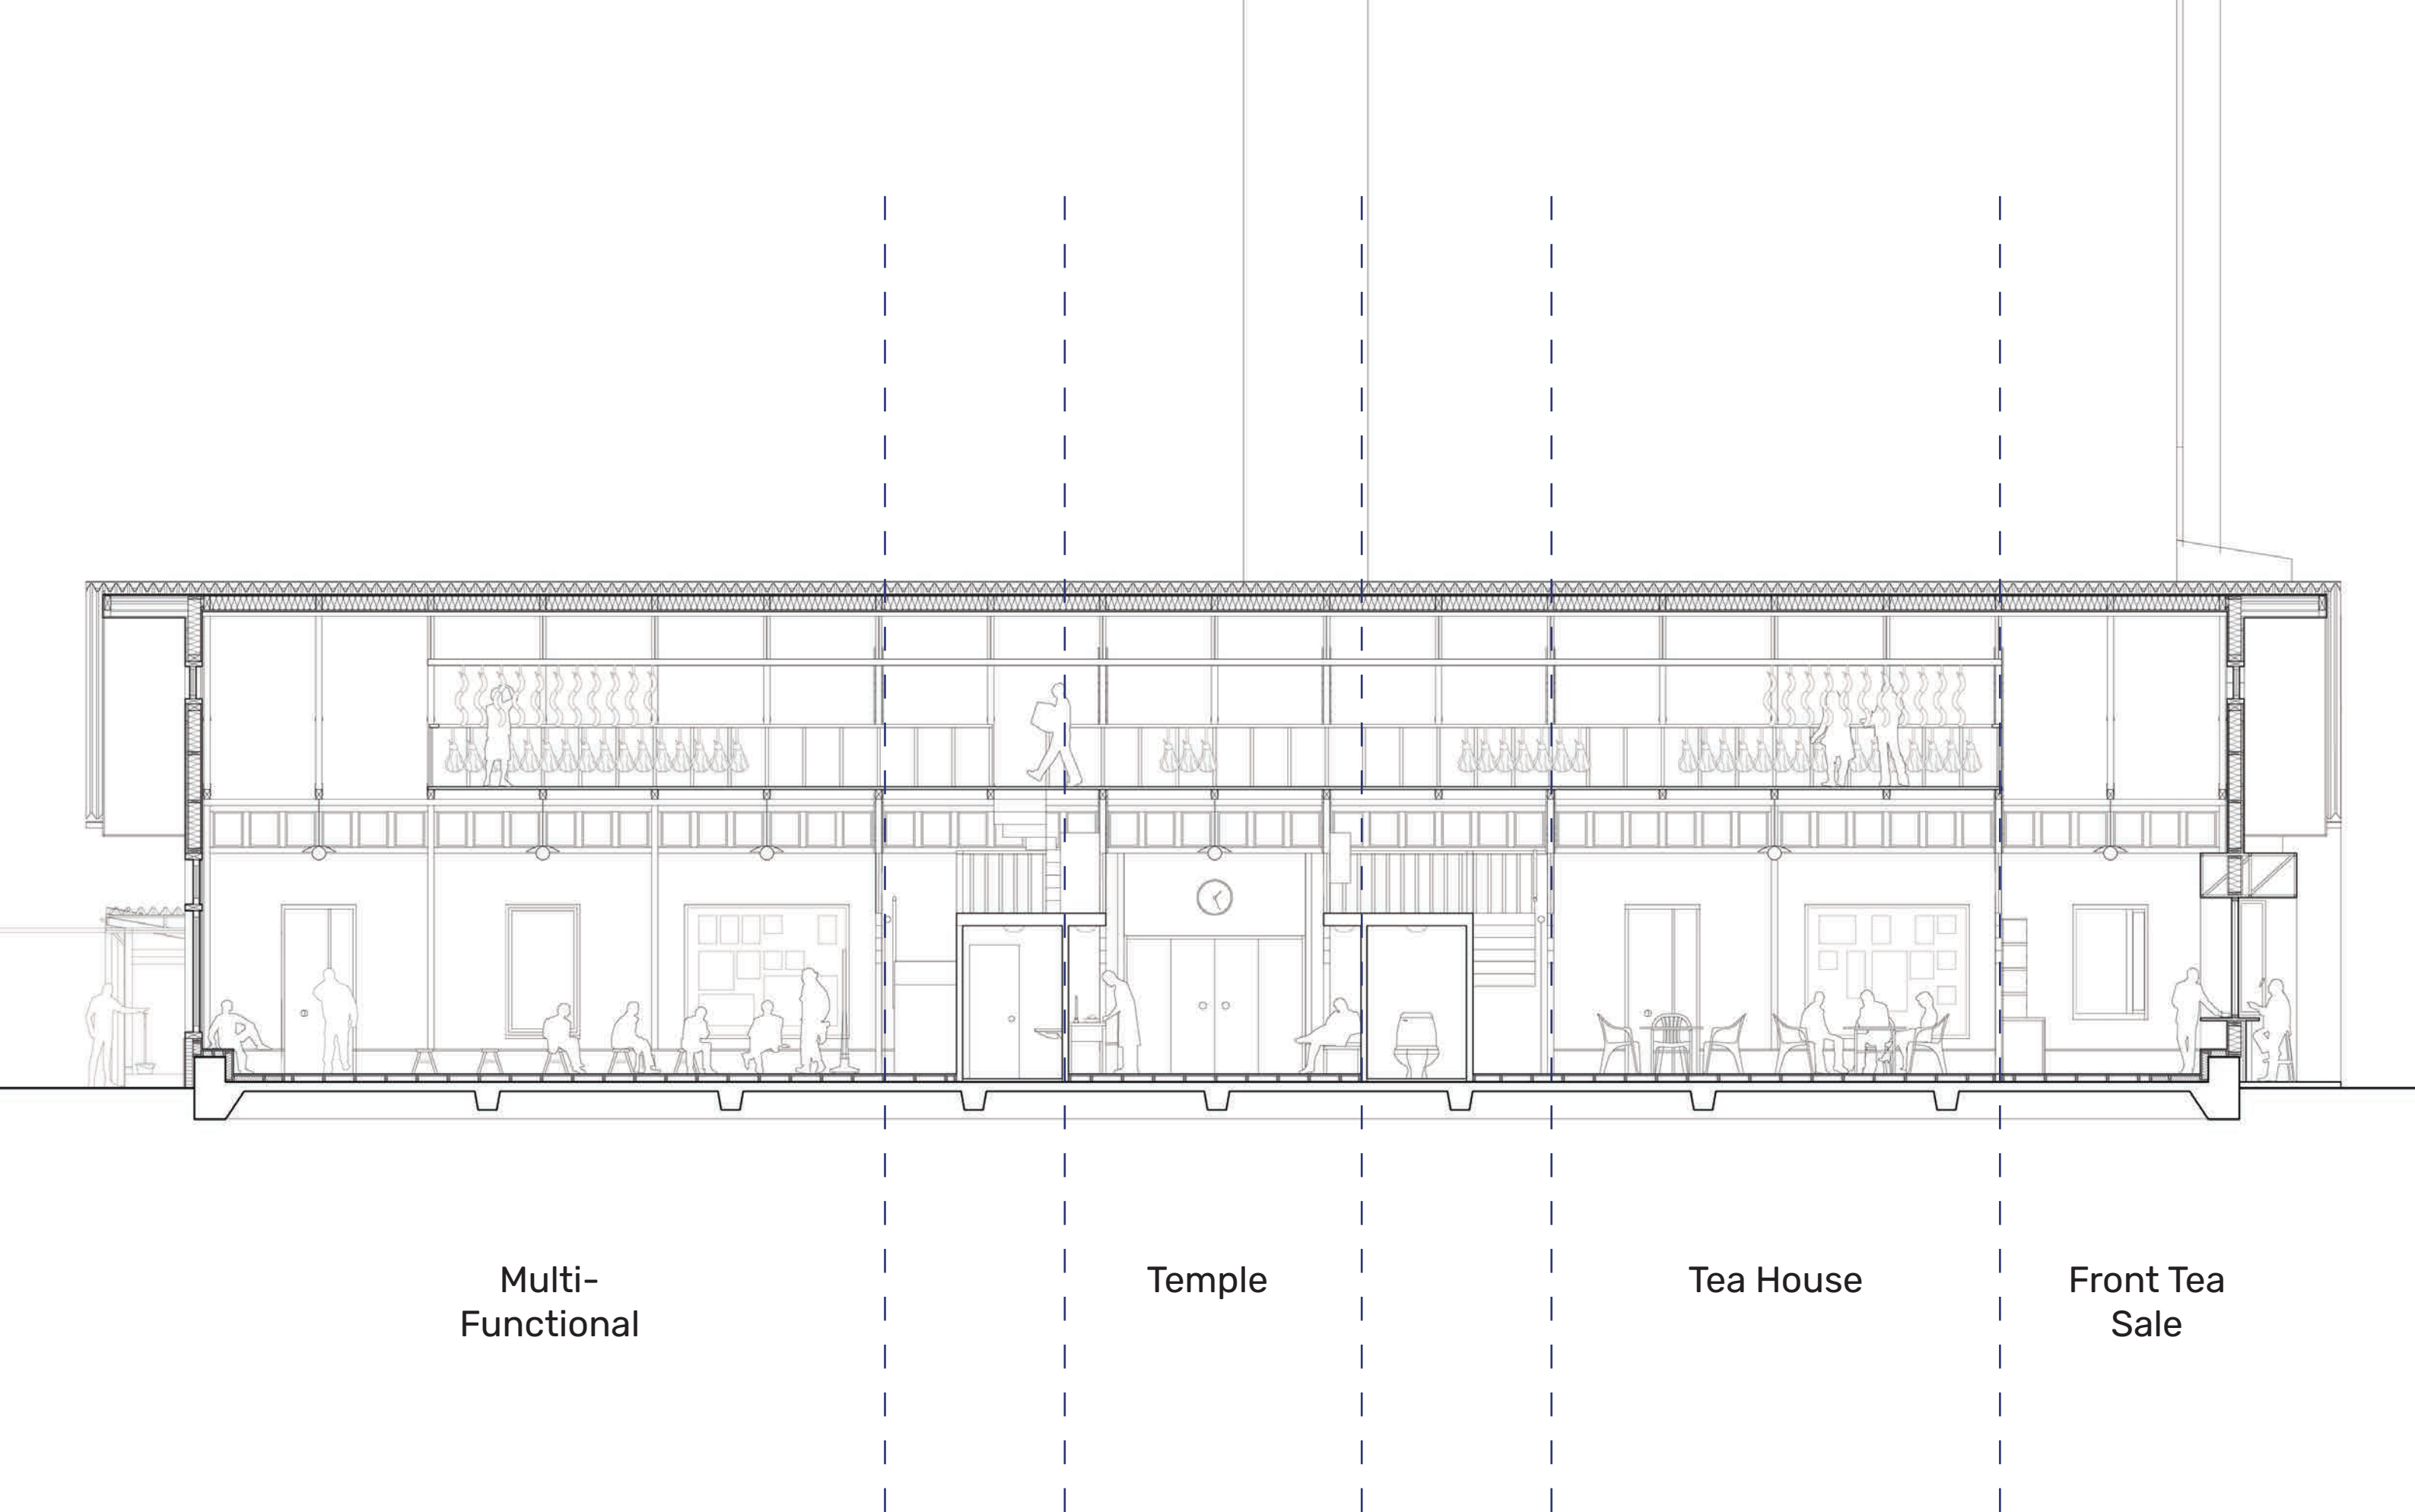 Multi-
Functional
Temple
Tea House
Front Tea
Sale